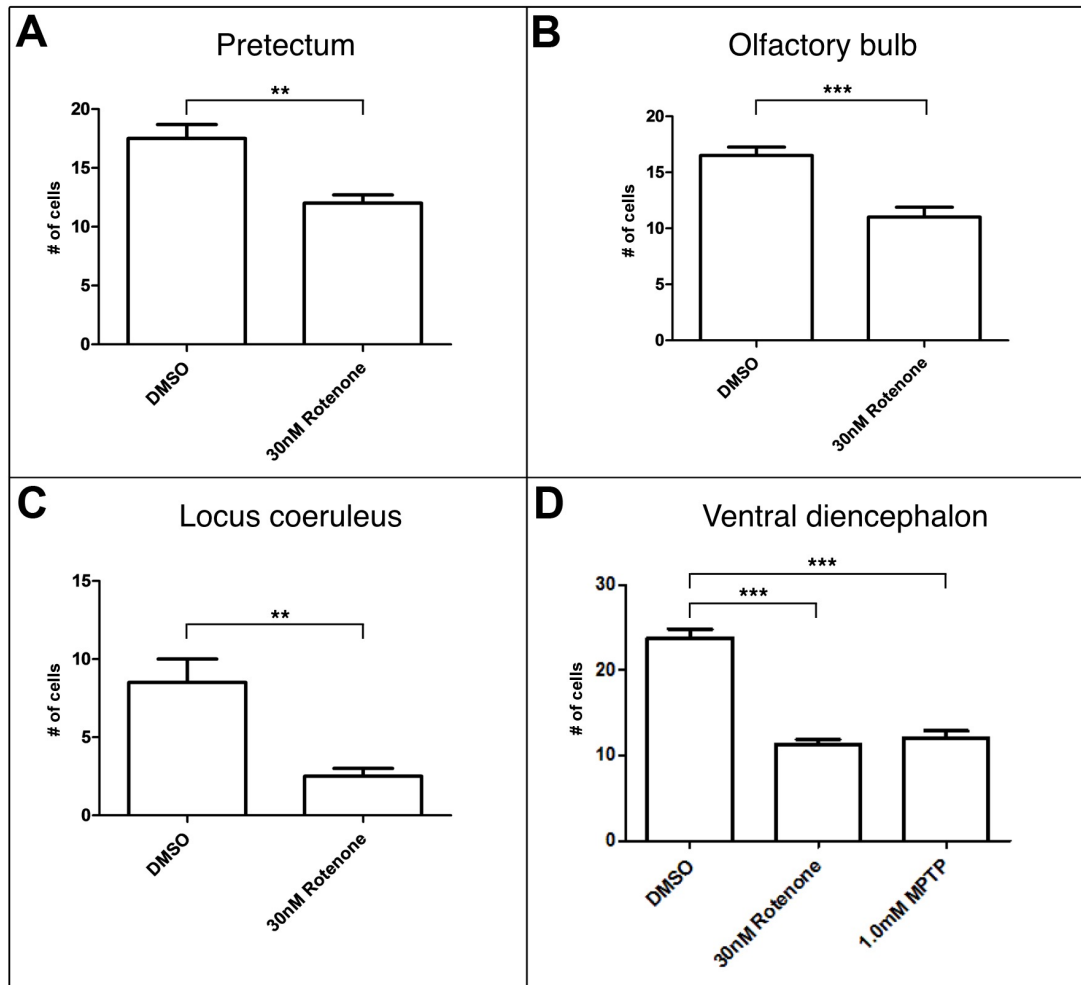 A
Pretectum
**
# of cells
20
15
10
5
0
DMSO
30nM Rotenone
B
Olfactory bulb
***
# of cells
20
15
10
5
0
DMSO
30nM Rotenone
C
Locus coeruleus
**
# of cells
15
10
5
0
DMSO
30nM Rotenone
D
Ventral diencephalon
***
***
# of cells
30
20
10
0
DMSO
30nM Rotenone
1.0mM MPTP